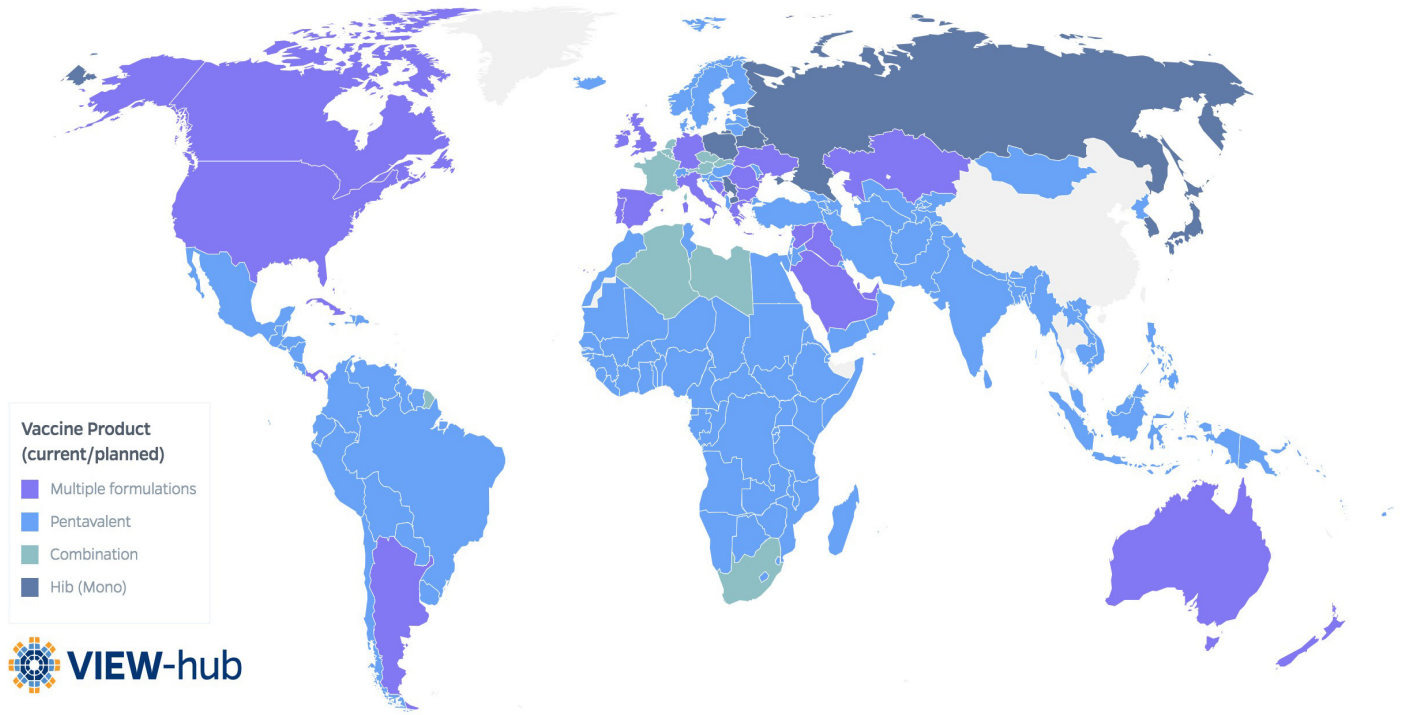 Vaccine Product
(current/planned)
Multiple formulations
Pentavalent
Combination
Hib (Mono)
VIEW-hub